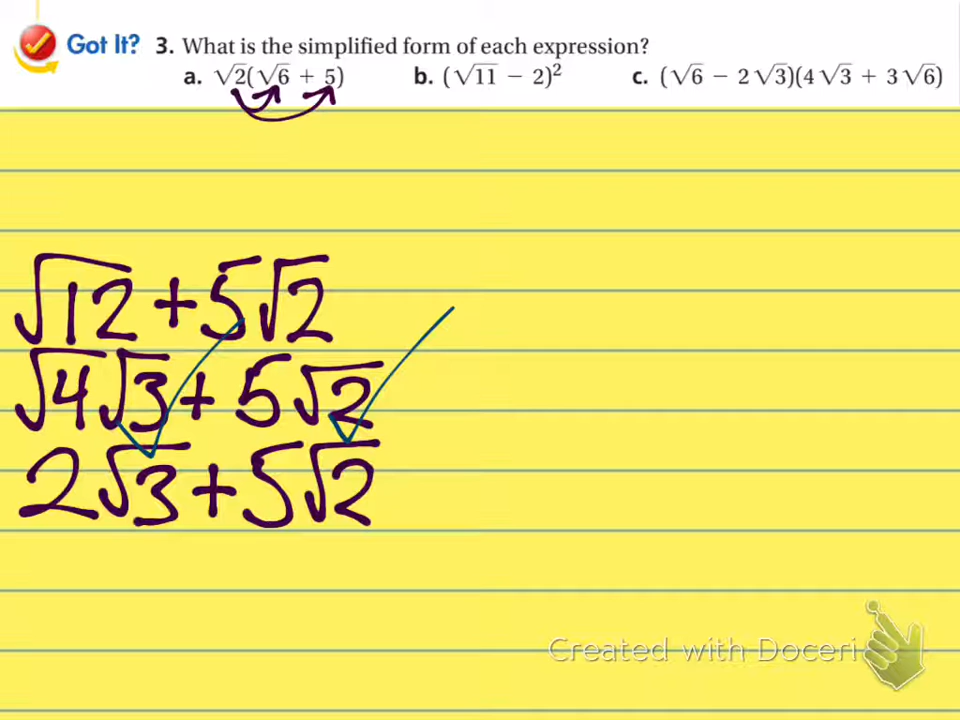 Got It? 3. What is the simplified form of each expression?
a. √2(√6 + 5) b. (√11 − 2)² c. (√6 − 2√3)(4√3 + 3√6)
√12 + 5√2
√4√3 + 5√2
2√3 + 5√2
Created with Doceri